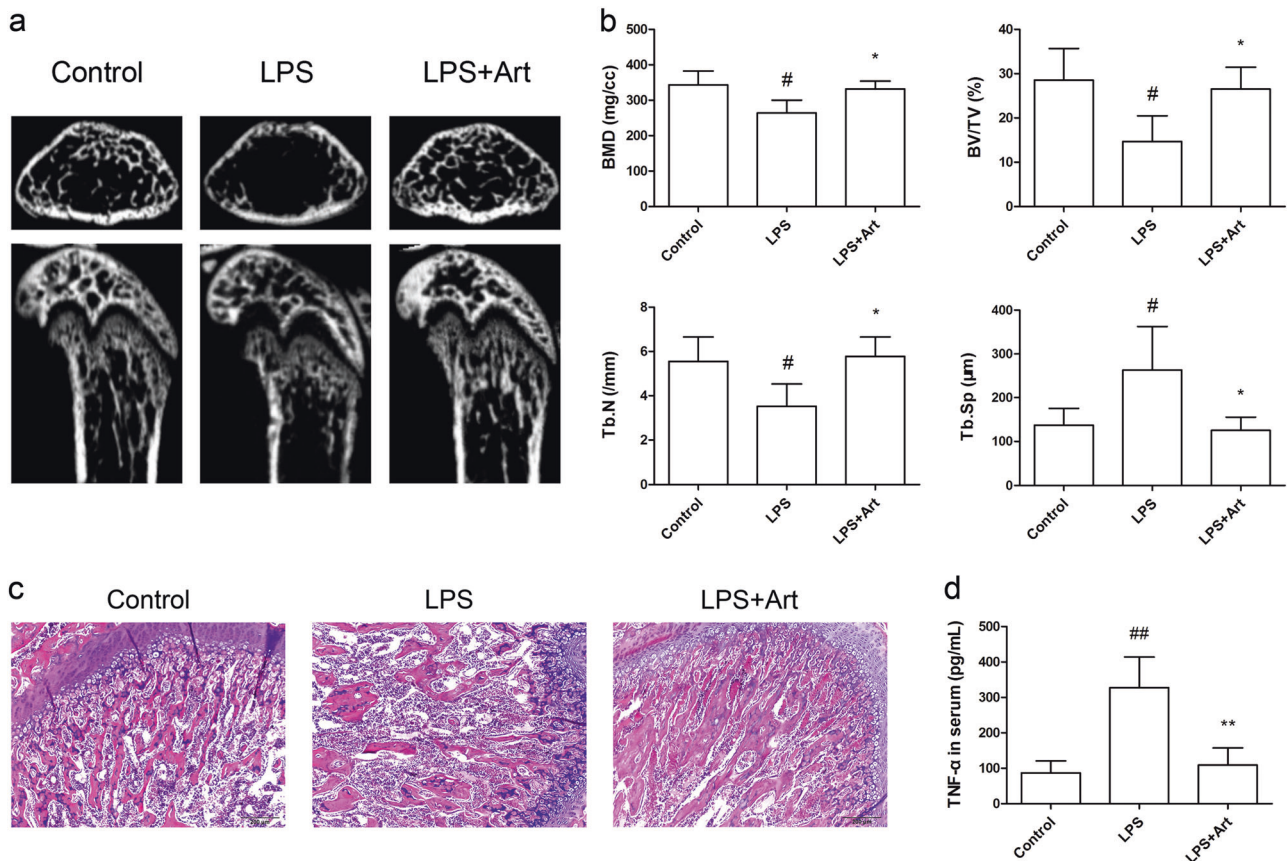 a
Control LPS LPS+Art
b
500
400
300
200
100
0
BMD (mg/cc)
#
*
Control
LPS
LPS+Art
40
30
20
10
0
BV/TV (%)
#
*
Control
LPS
LPS+Art
6
4
2
0
Tb.N (/mm)
#
*
Control
LPS
LPS+Art
400
300
200
100
0
Tb.Sp (µm)
#
*
Control
LPS
LPS+Art
c
Control LPS LPS+Art
d
500
400
300
200
100
0
TNF-α in serum (pg/mL)
##
**
Control
LPS
LPS+Art